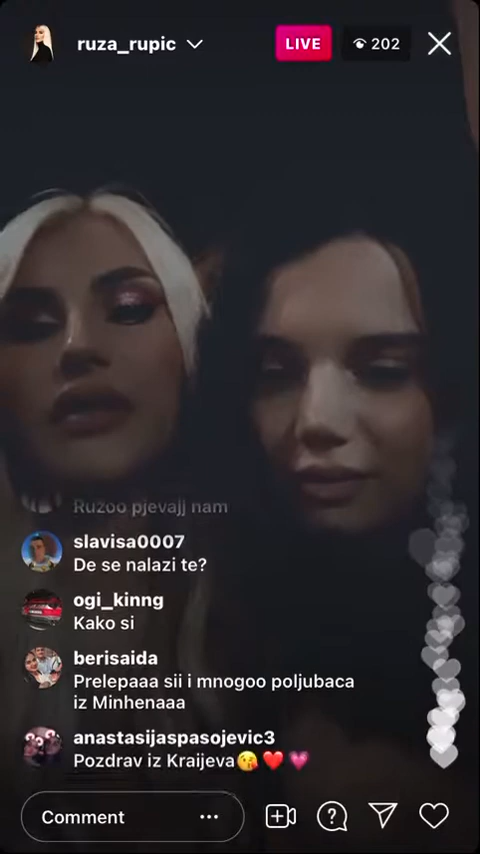 ruza_rupic
LIVE
202
Ružoo pjevajj nam
slavisa0007
De se nalazi te?
ogi_kinng
Kako si
berisaida
Prelepaaa sii i mnogoo poljubaca
iz Minhenaaa
anastasijaspasojevic3
Pozdrav iz Kraijeva😘❤️💗
Comment